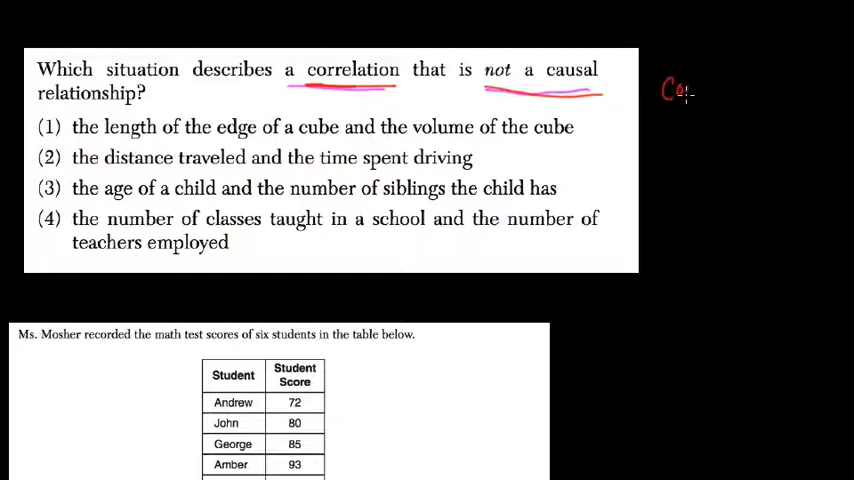 Which situation describes a correlation that is not a causal
relationship?
(1) the length of the edge of a cube and the volume of the cube
(2) the distance traveled and the time spent driving
(3) the age of a child and the number of siblings the child has
(4) the number of classes taught in a school and the number of
teachers employed
Ca
Ms. Mosher recorded the math test scores of six students in the table below.
Student Student Score
Andrew 72
John 80
George 85
Amber 93